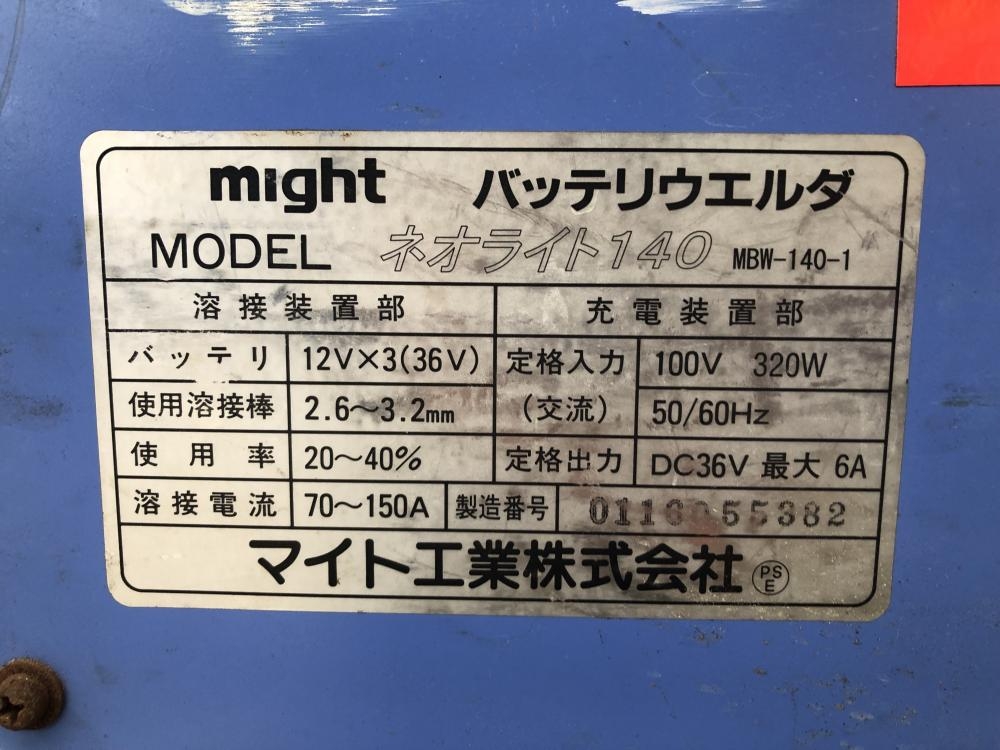 might バッテリウエルダ
MODEL ネオライト140 MBW-140-1
溶接装置部 充電装置部
バッテリ 12V×3(36V) 定格入力 100V 320W
使用溶接棒 2.6～3.2mm (交流) 50/60Hz
使用率 20～40% 定格出力 DC36V 最大 6A
溶接電流 70～150A 製造番号
マイト工業株式会社 PSE